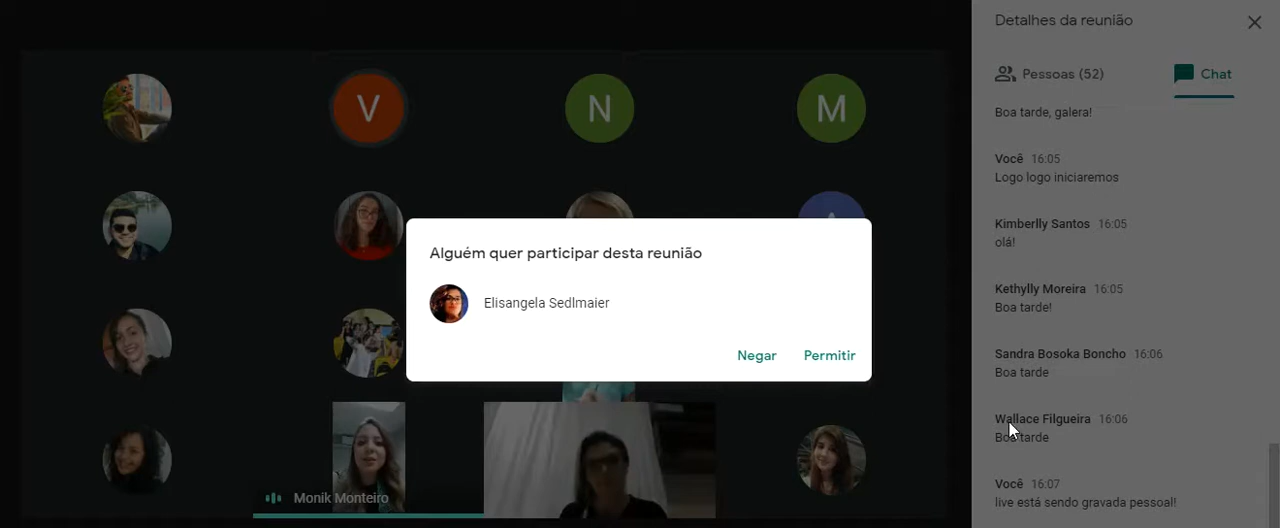 V
N
M
Monik Monteiro
Alguém quer participar desta reunião
Elisangela Sedlmaier
Negar
Permitir
Detalhes da reunião
Pessoas (52)
Chat
Boa tarde, galera!
Você 16:05
Logo logo iniciaremos
Kimberlly Santos 16:05
olá!
Kethylly Moreira 16:05
Boa tarde!
Sandra Bosoka Boncho 16:06
Boa tarde
Wallace Filgueira 16:06
Boa tarde
Você 16:07
live está sendo gravada pessoal!